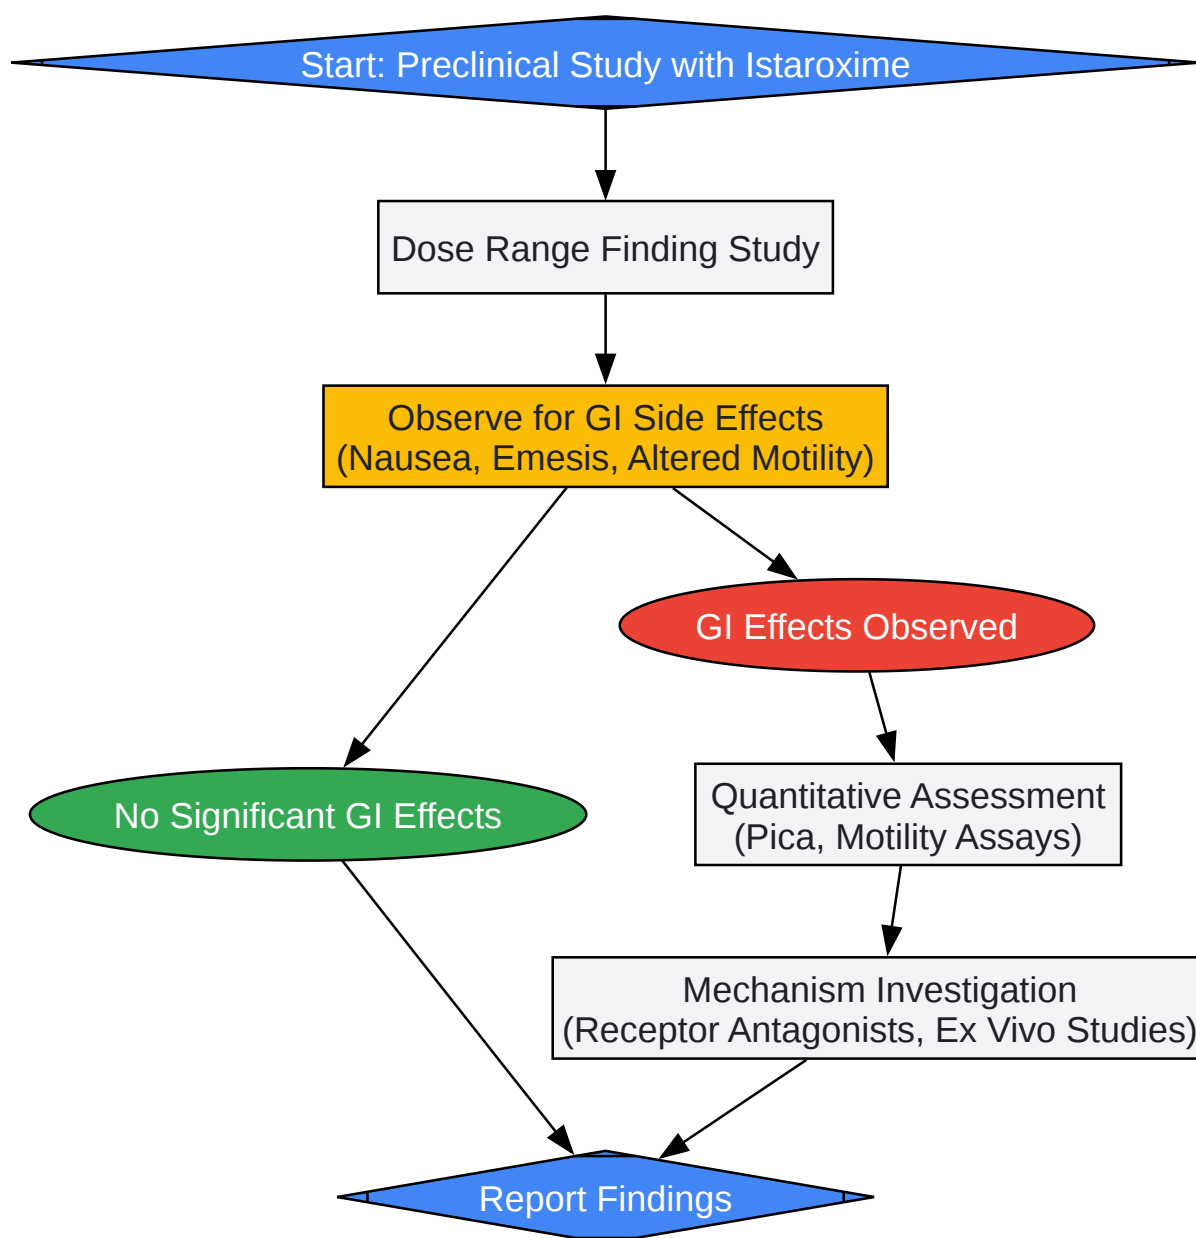 Start: Preclinical Study with Istaroxime
Dose Range Finding Study
Observe for GI Side Effects
(Nausea, Emesis, Altered Motility)
GI Effects Observed
No Significant GI Effects
Quantitative Assessment
(Pica, Motility Assays)
Mechanism Investigation
(Receptor Antagonists, Ex Vivo Studies)
Report Findings